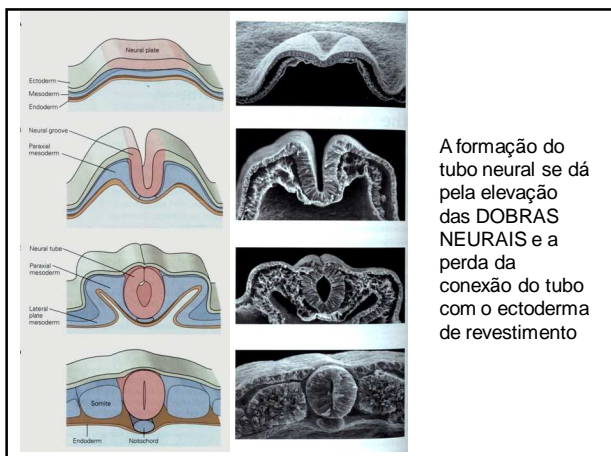 Neural plate
Ectoderm
Mesoderm
Endoderm
Neural groove
Paraxial
mesoderm
Neural tube
Paraxial
mesoderm
Lateral
plate
mesoderm
Somite
Endoderm
Notochord
A formação do
tubo neural se dá
pela elevação
das DOBRAS
NEURAIS e a
perda da
conexão do tubo
com o ectoderma
de revestimento